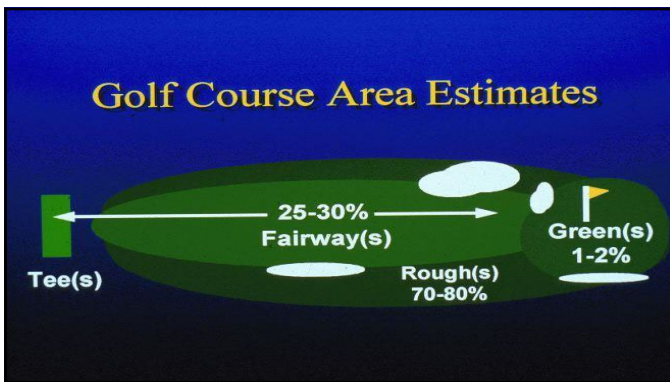 Golf Course Area Estimates
25-30%
Fairway(s)
Green(s)
1-2%
Tee(s)
Rough(s)
70-80%